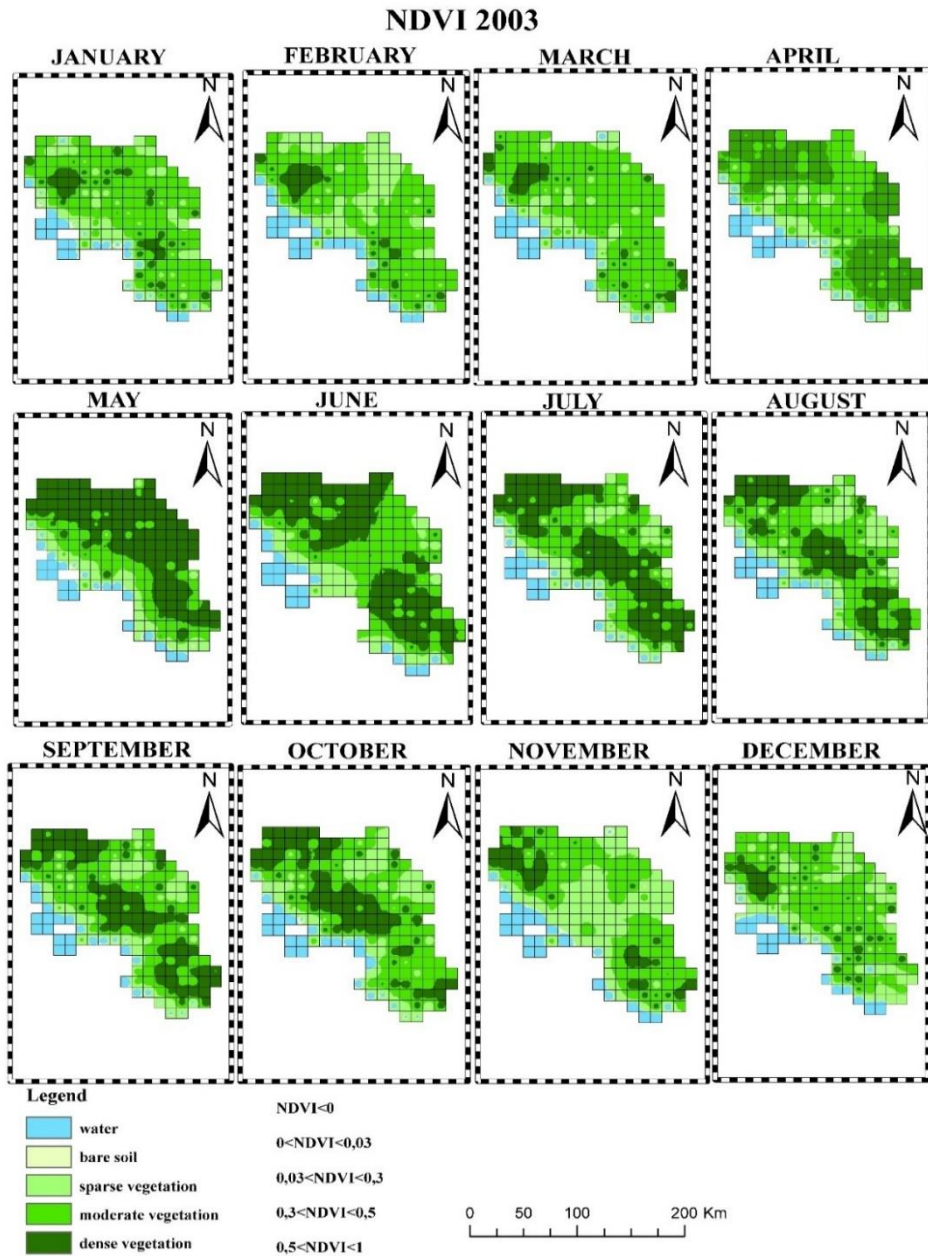 NDVI 2003
JANUARY
FEBRUARY
MARCH
APRIL
N
N
N
N
MAY
JUNE
JULY
AUGUST
N
N
N
N
SEPTEMBER
OCTOBER
NOVEMBER
DECEMBER
N
N
N
N
Legend
water
NDVI<0
bare soil
0<NDVI<0,03
sparse vegetation
0,03<NDVI<0,3
moderate vegetation
0,3<NDVI<0,5
dense vegetation
0,5<NDVI<1
0 50 100 200 Km